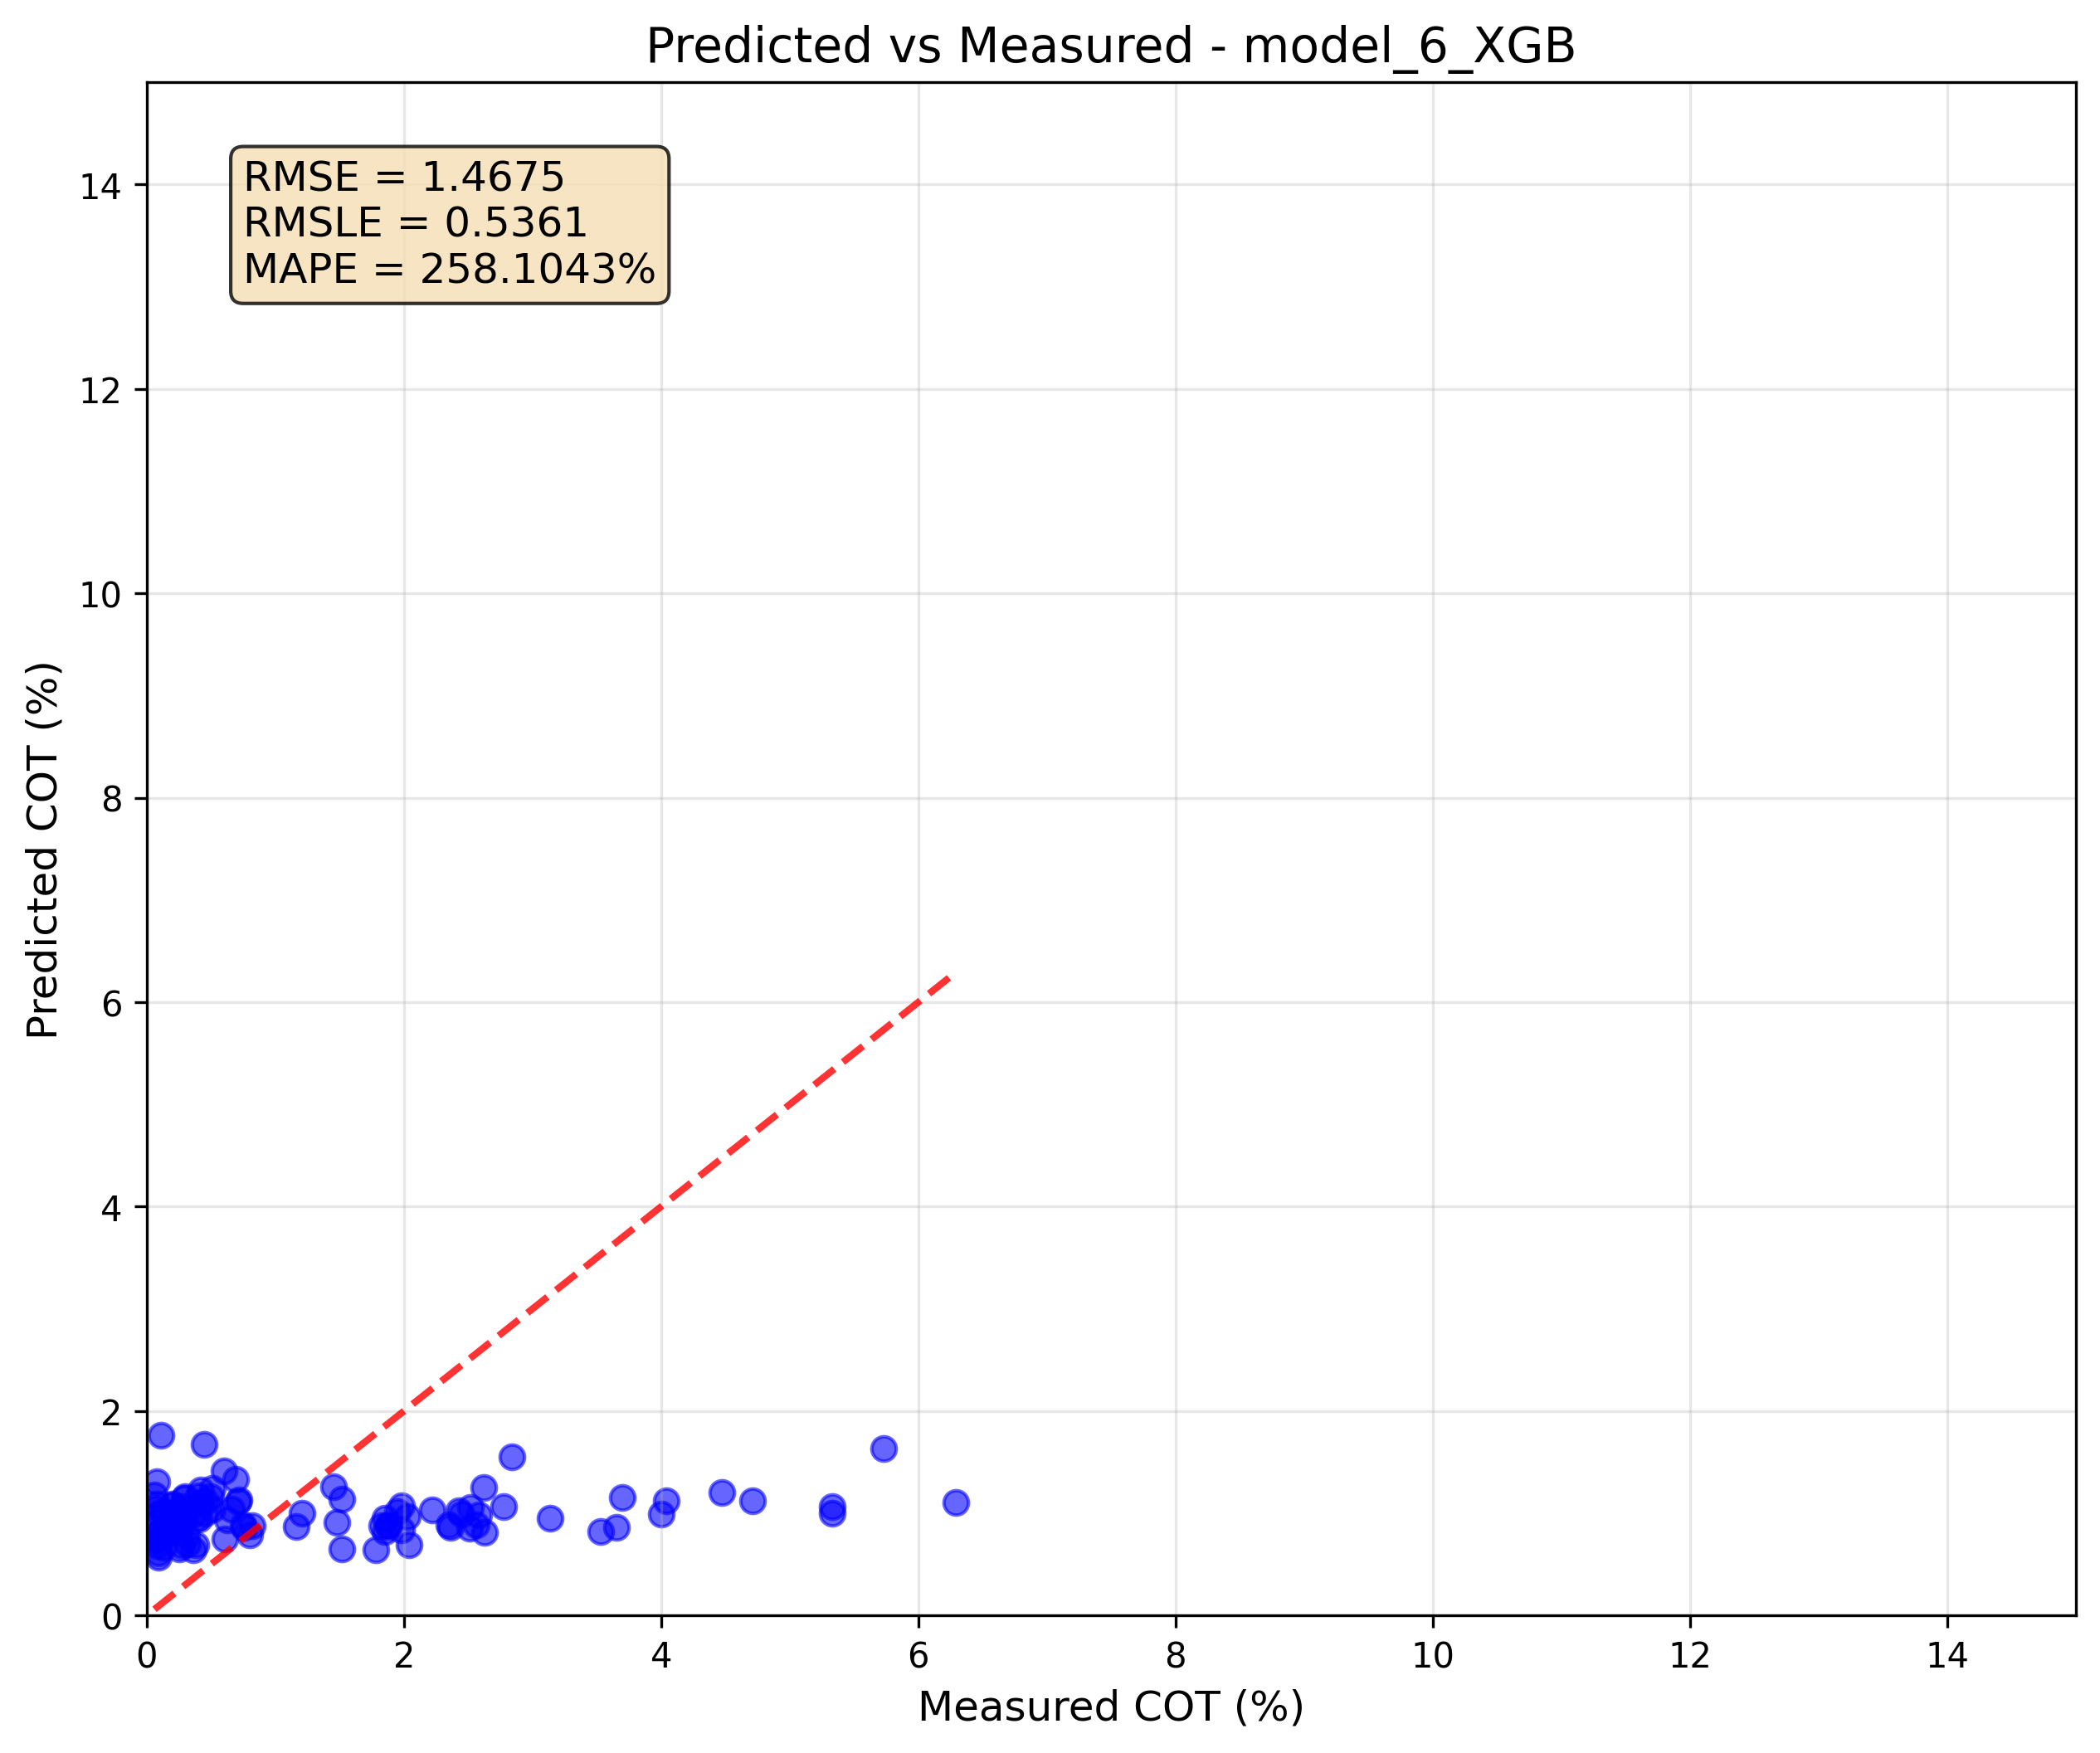 Predicted vs Measured - model_6_XGB
RMSE = 1.4675
RMSLE = 0.5361
MAPE = 258.1043%
Predicted COT (%)
14
12
10
8
6
4
2
0
0 2 4 6 8 10 12 14
Measured COT (%)